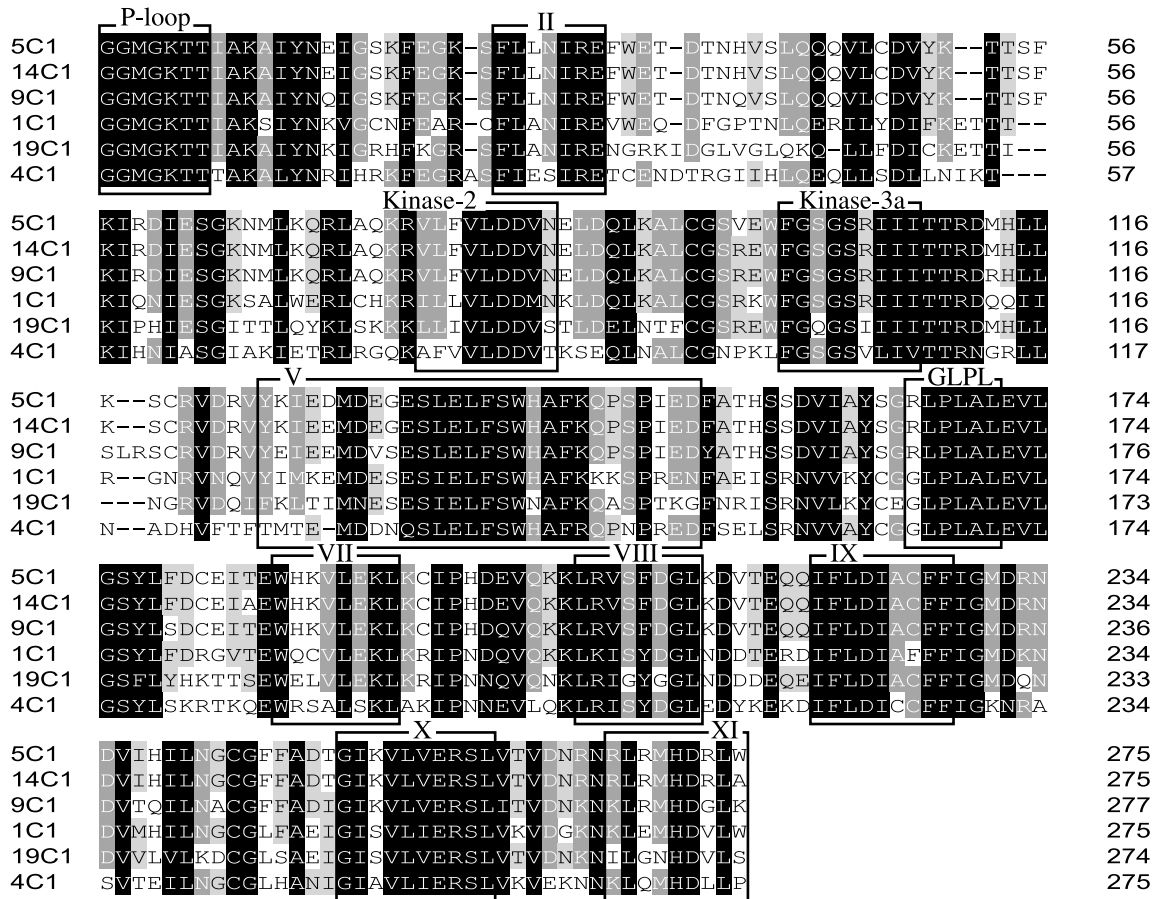 P-loop II
5C1 GGMGKTTIAKAIYNEIGSKFEGK-SFLLNIREFWET-DTNHVSLQQQVLCDVYK--TTSF 56
14C1 GGMGKTTIAKAIYNEIGSKFEGK-SFLLNIREFWET-DTNHVSLQQQVLCDVYK--TTSF 56
9C1 GGMGKTTIAKAIYNQIGSKFEGK-SFLLNIREFWET-DTNQVSLQQQVLCDVYK--TTSF 56
1C1 GGMGKTTIAKSIYNKVGCNFEAR-CFLANIREVWEQ-DFGPTNLQERILYDIFKETTT-- 56
19C1 GGMGKTTIAKAIYNKIGRHFKGR-SFLANIRENGRKIDGLVGLQKQ-LLFDICKETTI-- 56
4C1 GGMGKTTTAKALYNRIHRKFEGRASFIESIRETCENDTRGIIHLQEQLLSDLLNIKT--- 57
Kinase-2 Kinase-3a
5C1 KIRDIESGKNMLKQRLAQKRVLFVLDDVNELDQLKALCGSVEWFGSGSRIIITTRDMHLL 116
14C1 KIRDIESGKNMLKQRLAQKRVLFVLDDVNELDQLKALCGSREWFGSGSRIIITTRDMHLL 116
9C1 KIRDIESGKNMLKQRLAQKRVLFVLDDVNELDQLKALCGSREWFGSGSRIIITTRDRHLL 116
1C1 KIQNIESGKSALWERLCHKRILLVLDDMNKLDQLKALCGSRKWFGSGSRIIITTRDQQII 116
19C1 KIPHIESGITTLQYKLSKKKLLIVLDDVSTLDELNTFCGSREWFGQGSIIIITTRDMHLL 116
4C1 KIHNIASGIAKIETRLRGQKAFVVLDDVTKSEQLNALCGNPKLFGSGSVLIVTTRNGRLL 117
V GLPL
5C1 K--SCRVDRVYKIEDMDEGESLELFSWHAFKQPSPIEDFATHSSDVIAYSGRLPLALEVL 174
14C1 K--SCRVDRVYKIEEMDEGESLELFSWHAFKQPSPIEDFATHSSDVIAYSGRLPLALEVL 174
9C1 SLRSCRVDRVYEIEEMDVSESLELFSWHAFKQPSPIEDYATHSSDVIAYSGRLPLALEVL 176
1C1 R--GNRVNQVYIMKEMDESESIELFSWHAFKKKSPRENFAEISRNVVKYCGGLPLALEVL 174
19C1 ---NGRVDQIFKLTIMNESESIELFSWNAFKQASPTKGFNRISRNVLKYCEGLPLALEVL 173
4C1 N--ADHVFTFTMTE-MDDNQSLELFSWHAFRQPNPREDFSELSRNVVAYCGGLPLALEVL 174
VII VIII IX
5C1 GSYLFDCEITEWHKVLEKLKCIPHDEVQKKLRVSFDGLKDVTEQQIFLDIACFFIGMDRN 234
14C1 GSYLFDCEIAEWHKVLEKLKCIPHDEVQKKLRVSFDGLKDVTEQQIFLDIACFFIGMDRN 234
9C1 GSYLSDCEITEWHKVLEKLKCIPHDQVQKKLRVSFDGLKDVTEQQIFLDIACFFIGMDRN 236
1C1 GSYLFDRGVTEWQCVLEKLKRIPNDQVQKKLKISYDGLNDDTERDIFLDIAFFFIGMDKN 234
19C1 GSFLYHKTTSEWELVLEKLKRIPNNQVQNKLRIGYGGLNDDDEQEIFLDIACFFIGMDQN 233
4C1 GSYLSKRTKQEWRSALSKLAKIPNNEVLQKLRISYDGLEDYKEKDIFLDICCFFIGKNRA 234
X XI
5C1 DVIHILNGCGFFADTGIKVLVERSLVTVDNRNRLRMHDRLW 275
14C1 DVIHILNGCGFFADTGIKVLVERSLVTVDNRNRLRMHDRLA 275
9C1 DVTQILNACGFFADIGIKVLVERSLITVDNKNKLRMHDGLK 277
1C1 DVMHILNGCGLFAEIGISVLIERSLVKVDGKNKLEMHDVLW 275
19C1 DVVLVLKDCGLSAEIGISVLVERSLVTVDNKNILGNHDVLS 274
4C1 SVTEILNGCGLHANIGIAVLIERSLVKVEKNNKLQMHDLLP 275